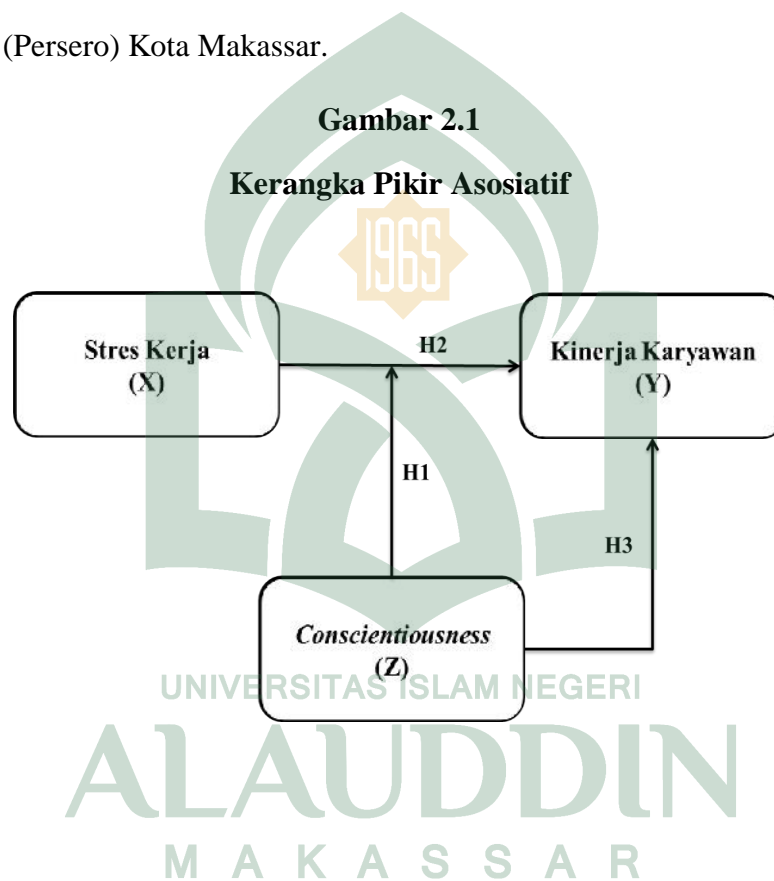 (Persero) Kota Makassar.
Gambar 2.1
Kerangka Pikir Asosiatif
1965
Stres Kerja
(X)
H2
Kinerja Karyawan
(Y)
H1
H3
Conscientiousness
(Z)
UNIVERSITAS ISLAM NEGERI
ALAUDDIN
MAKASSAR